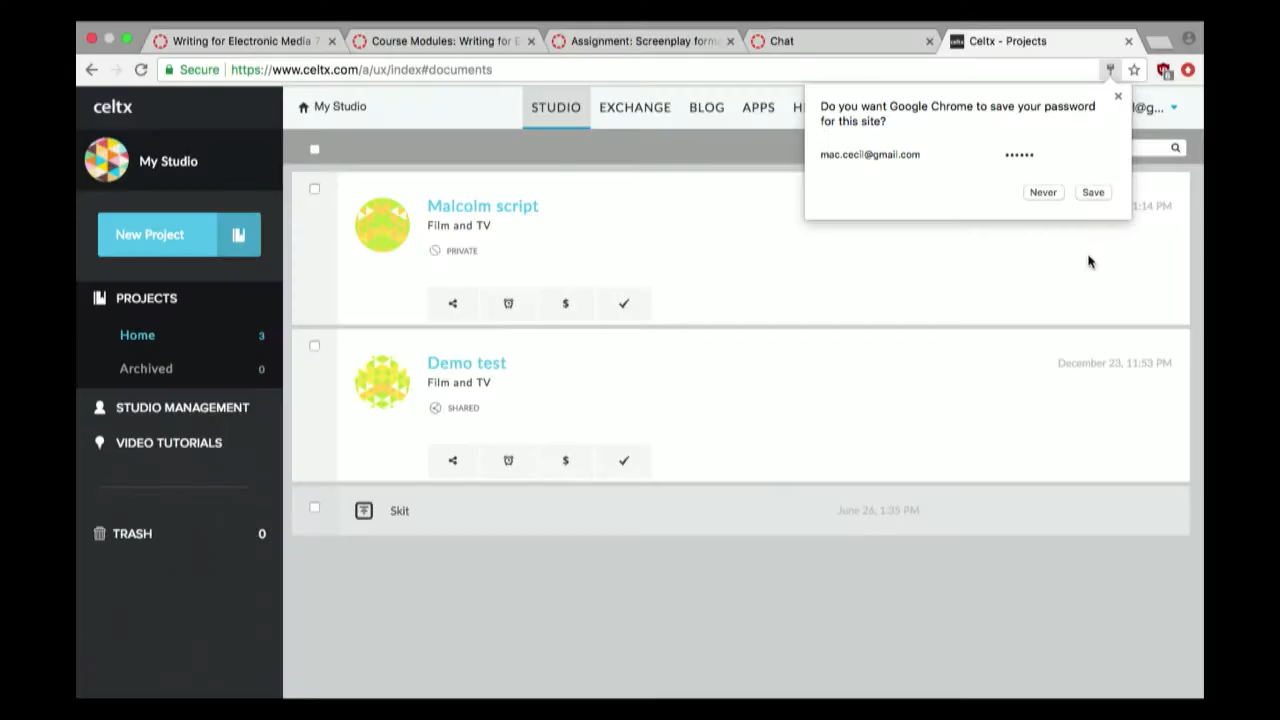 Writing for Electronic Media 7
Course Modules: Writing for E
Assignment: Screenplay form
Chat
Celtx - Projects
Secure https://www.celtx.com/a/ux/index#documents
celtx
My Studio
STUDIO EXCHANGE BLOG APPS H
l@g...
Do you want Google Chrome to save your password
for this site?
mac.cecil@gmail.com ••••••
Never Save
My Studio
New Project
PROJECTS
Home 3
Archived 0
STUDIO MANAGEMENT
VIDEO TUTORIALS
TRASH 0
Malcolm script
1:14 PM
Film and TV
PRIVATE
$
Demo test
December 23, 11:53 PM
Film and TV
SHARED
$
Skit
June 26, 1:35 PM